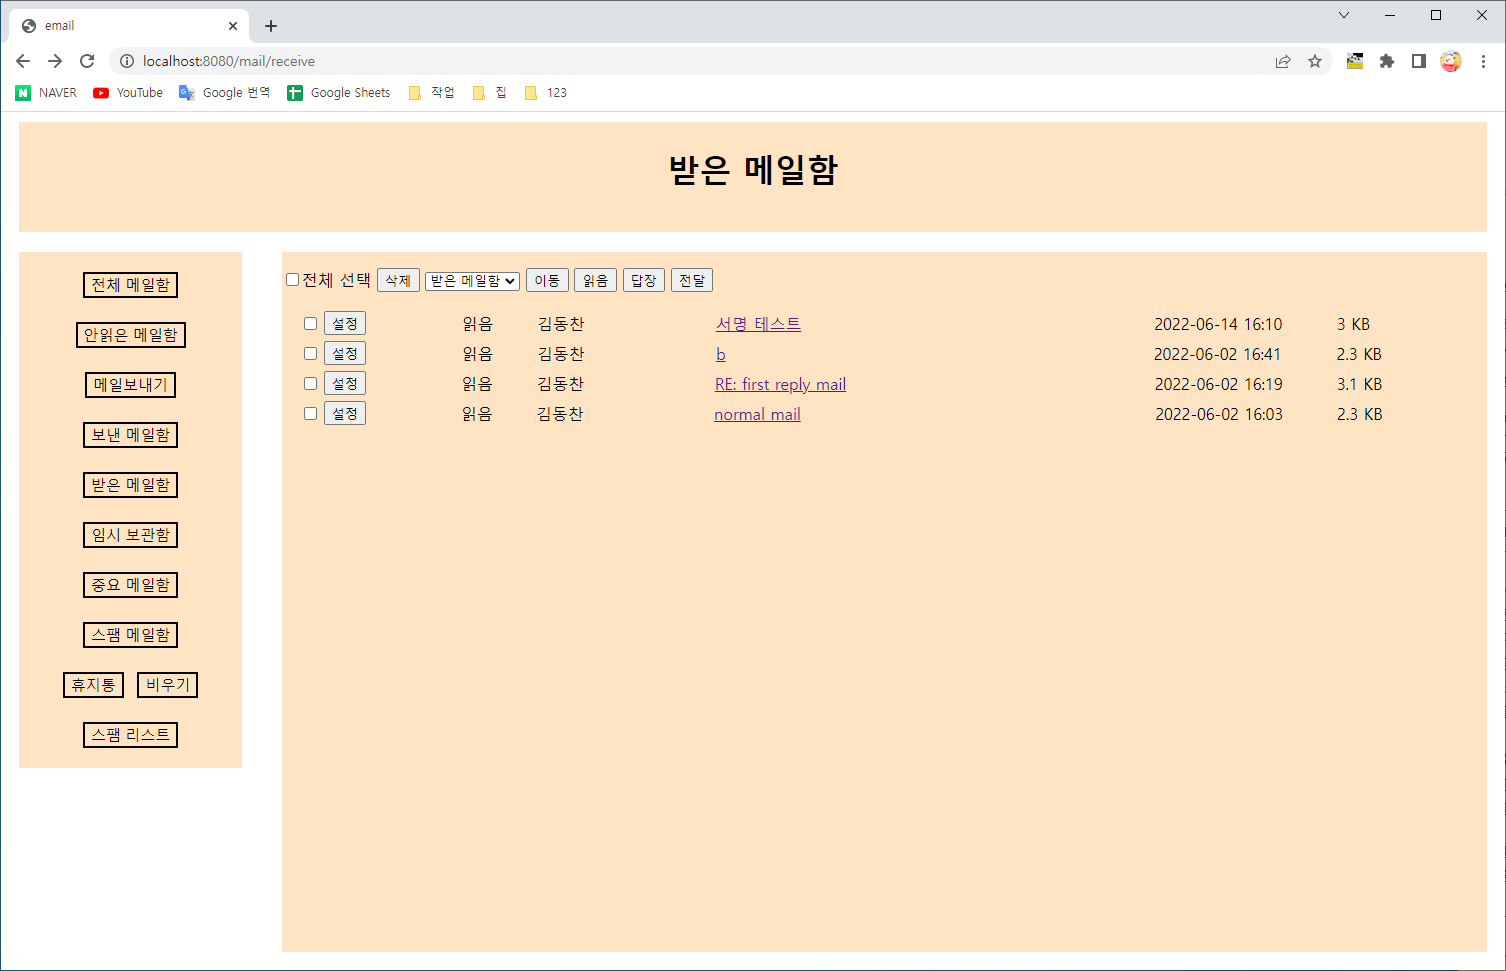 email
localhost:8080/mail/receive
NAVER YouTube Google 번역 Google Sheets 작업 집 123
받은 메일함
전체 메일함
안읽은 메일함
메일보내기
보낸 메일함
받은 메일함
임시 보관함
중요 메일함
스팸 메일함
휴지통 비우기
스팸 리스트
전체 선택 삭제 받은 메일함 이동 읽음 답장 전달
설정 읽음 김동찬 서명 테스트 2022-06-14 16:10 3 KB
설정 읽음 김동찬 b 2022-06-02 16:41 2.3 KB
설정 읽음 김동찬 RE: first reply mail 2022-06-02 16:19 3.1 KB
설정 읽음 김동찬 normal mail 2022-06-02 16:03 2.3 KB